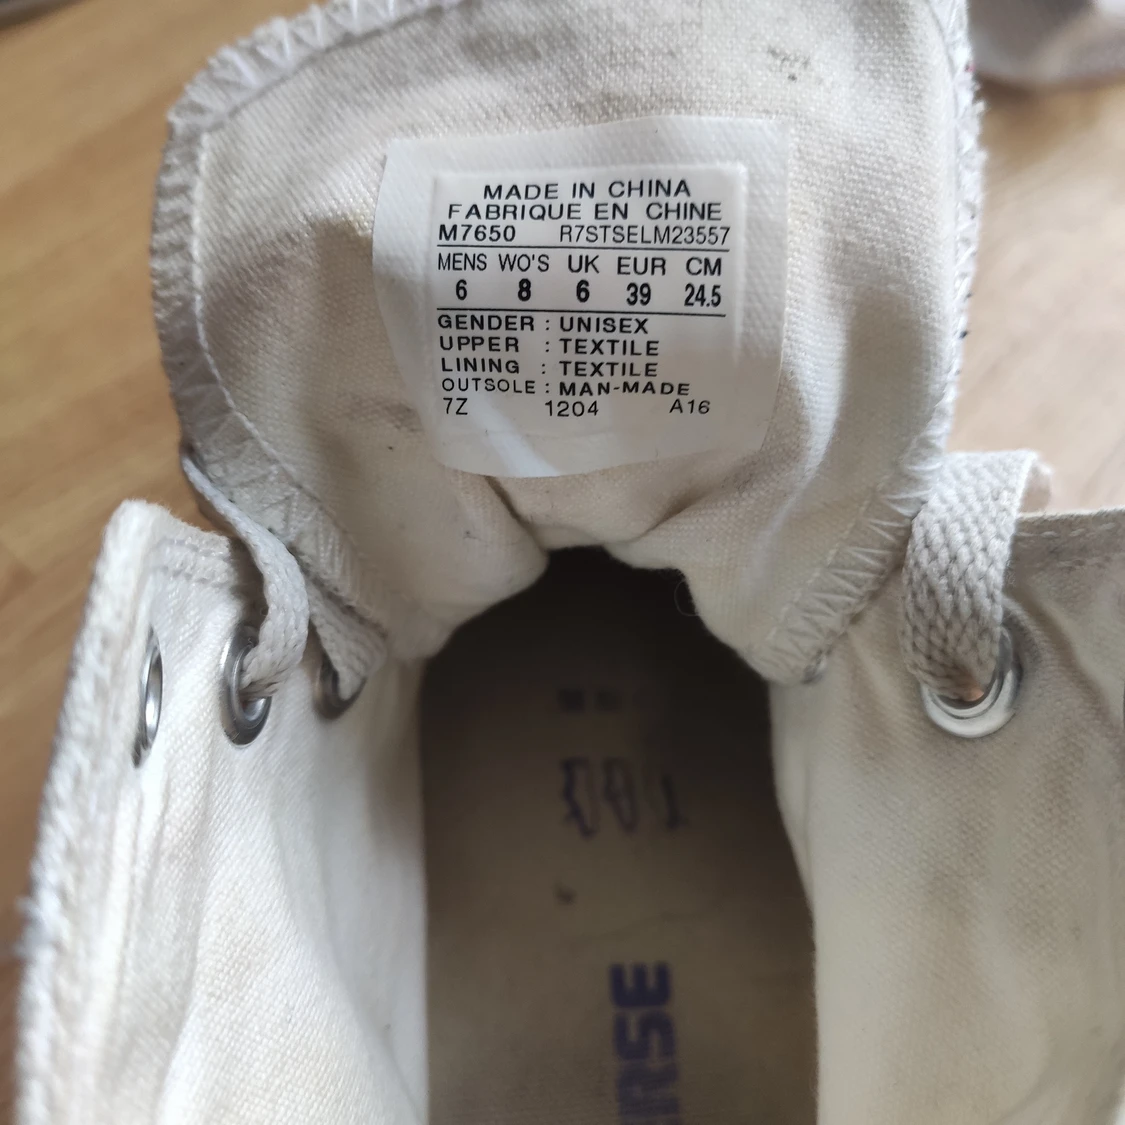 MADE IN CHINA
FABRIQUE EN CHINE
M7650 R7STSELM23557
MENS WO'S UK EUR CM
6 8 6 39 24.5
GENDER : UNISEX
UPPER : TEXTILE
LINING : TEXTILE
OUTSOLE : MAN-MADE
7Z 1204 A16